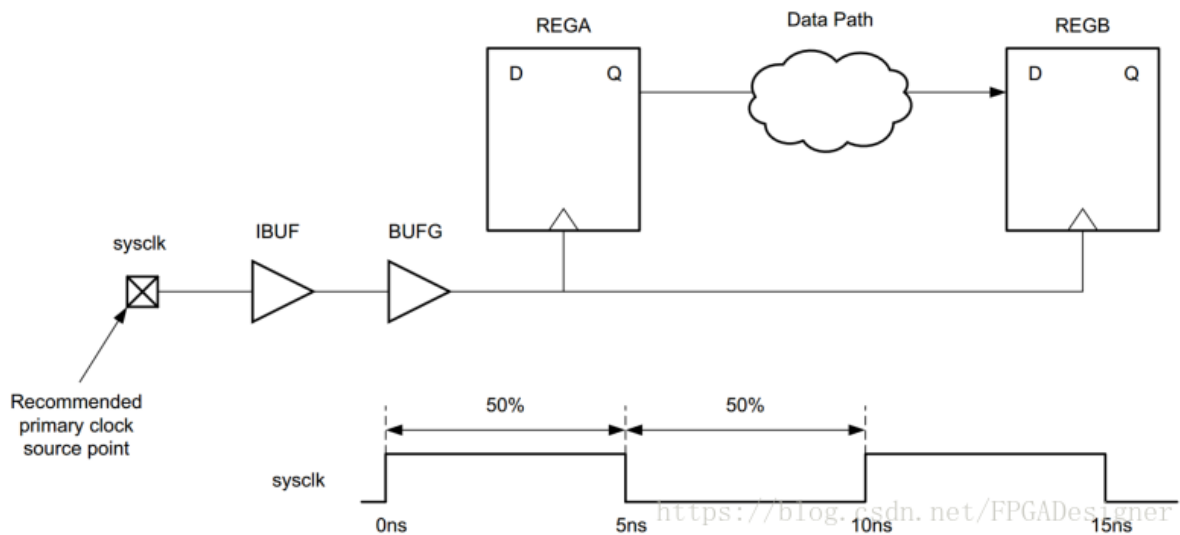 Data Path
REGA
REGB
D Q
D Q
IBUF
BUFG
sysclk
Recommended
primary clock
source point
50%
50%
sysclk
0ns
5ns
10ns
15ns
https://blog.csdn.net/FPGADesigner